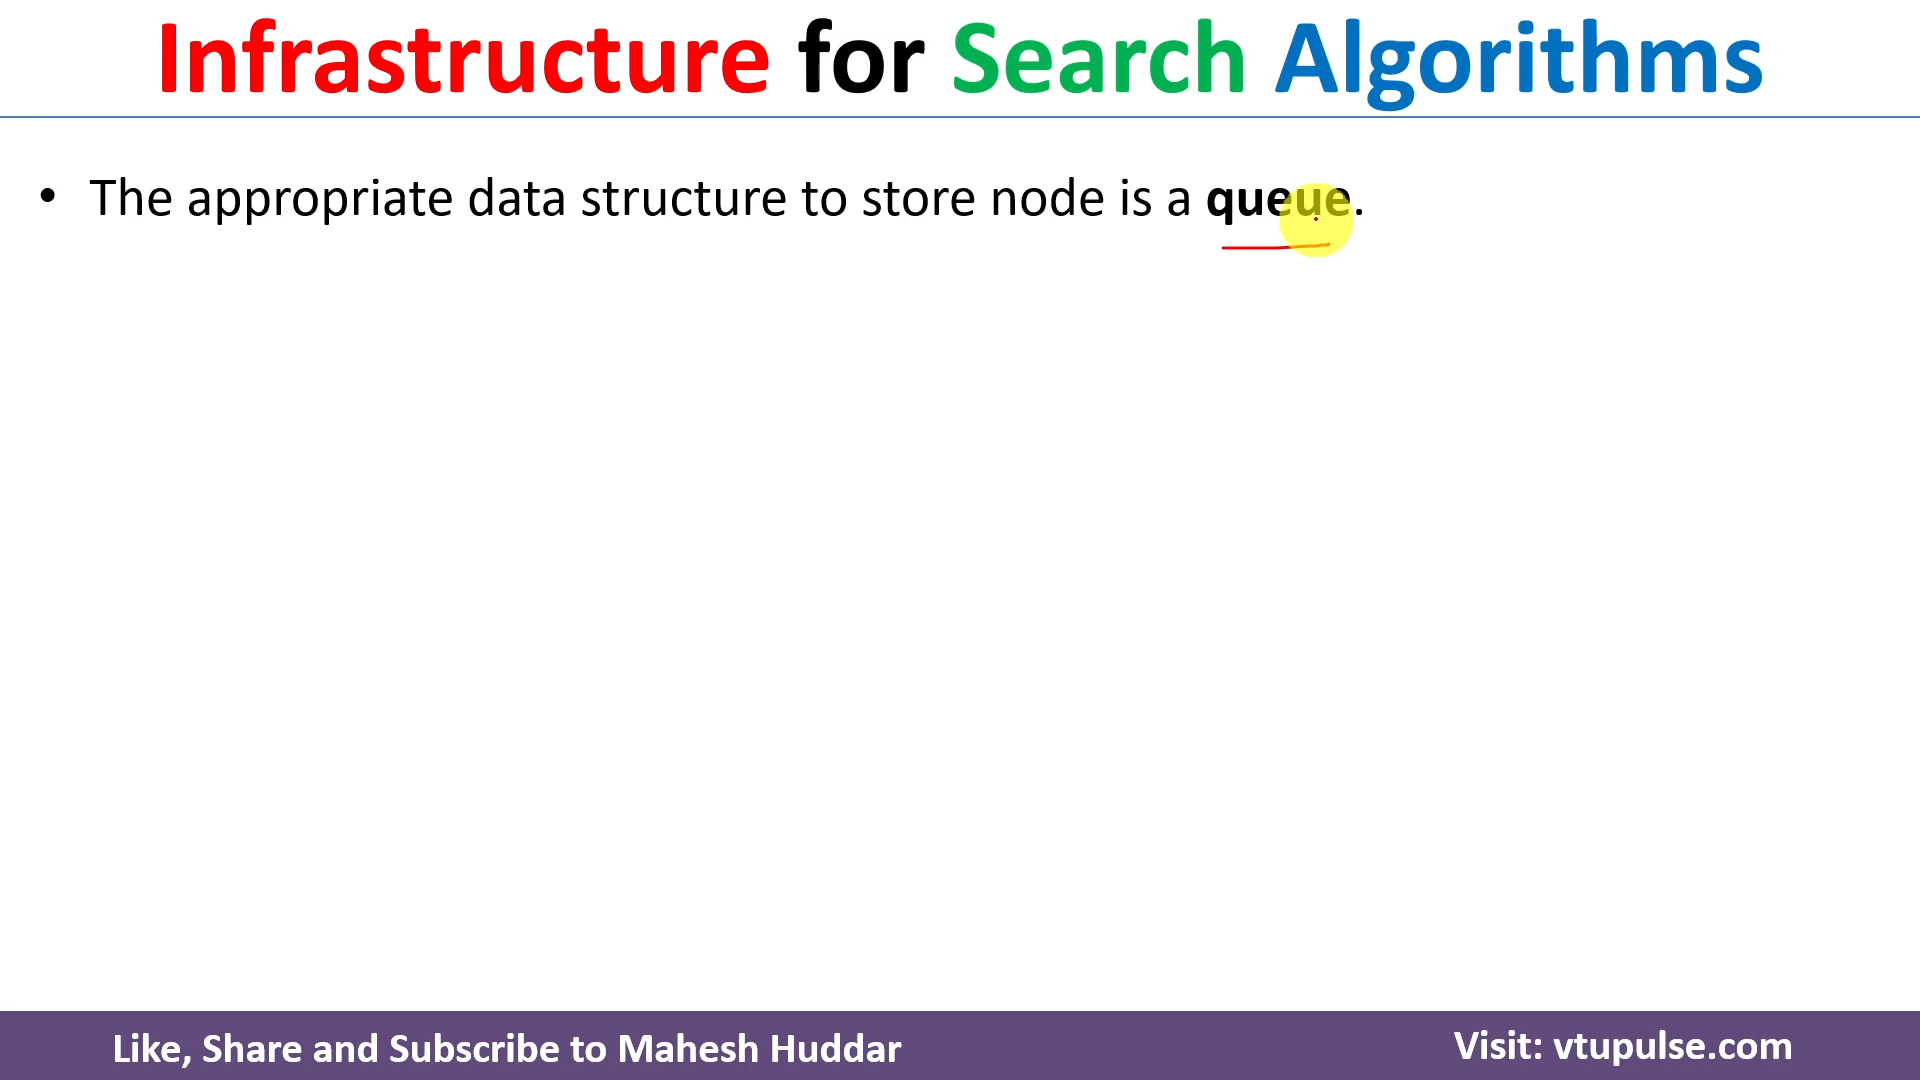 Infrastructure for Search Algorithms
• The appropriate data structure to store node is a queue.
Like, Share and Subscribe to Mahesh Huddar
Visit: vtupulse.com